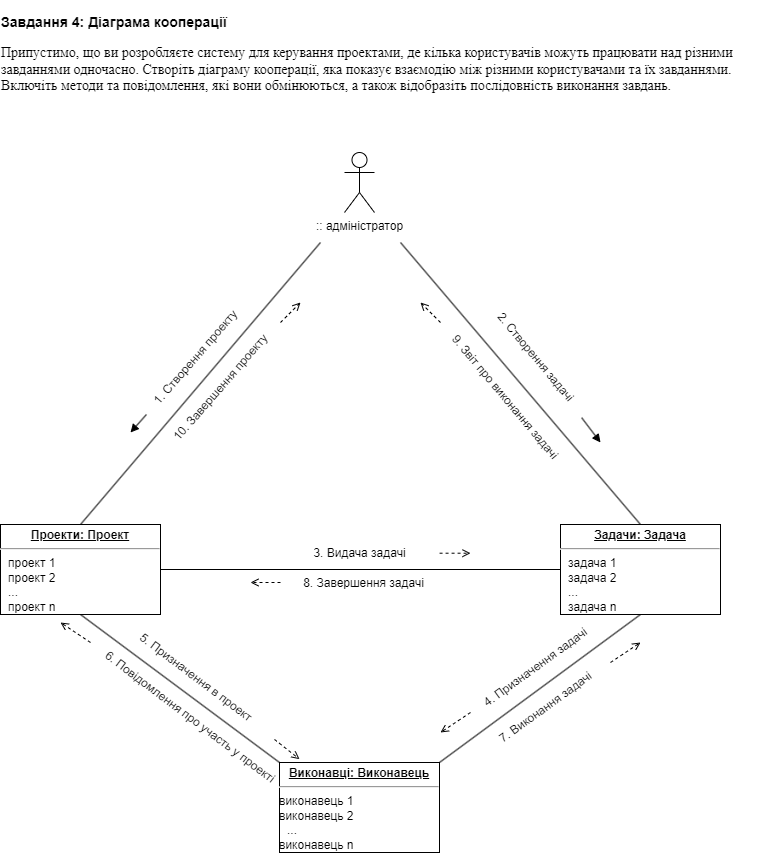 Завдання 4: Діаграма кооперації
Припустимо, що ви розробляєте систему для керування проектами, де кілька користувачів можуть працювати над різними
завданнями одночасно. Створіть діаграму кооперації, яка показує взаємодію між різними користувачами та їх завданнями.
Включіть методи та повідомлення, які вони обмінюються, а також відобразіть послідовність виконання завдань.
:: адміністратор
1. Створення проекту
10. Завершення проекту
2. Створення задачі
9. Звіт про виконання задачі
Проекти: Проект
проект 1
проект 2
...
проект n
3. Видача задачі
8. Завершення задачі
Задачи: Задача
задача 1
задача 2
...
задача n
5. Призначення в проект
6. Повідомлення про участь у проекті
4. Призначення задачі
7. Виконання задачі
Виконавці: Виконавець
виконавець 1
виконавець 2
...
виконавець n